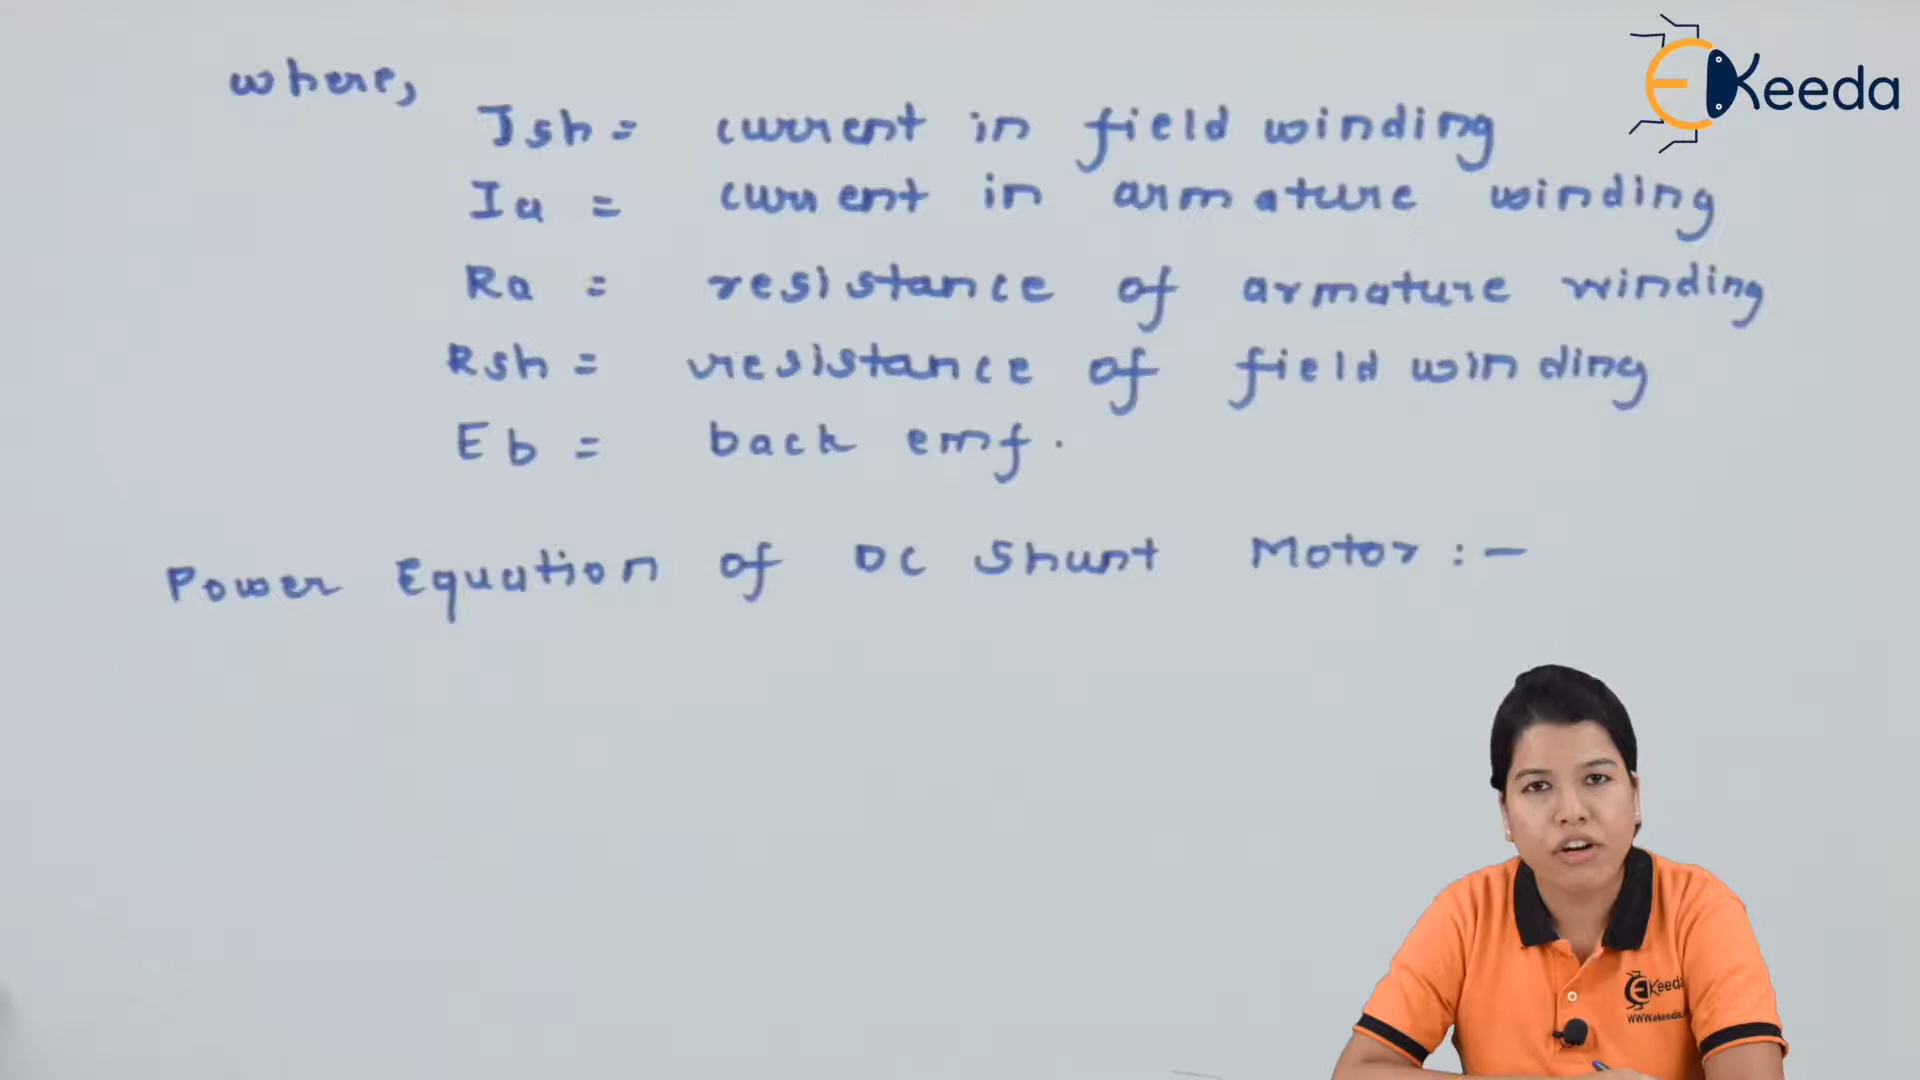 EKeeda
where,
Ish = current in field winding
Ia = current in armature winding
Ra = resistance of armature winding
Rsh = resistance of field winding
Eb = back emf.
Power Equation of DC Shunt Motor :-
EKeeda